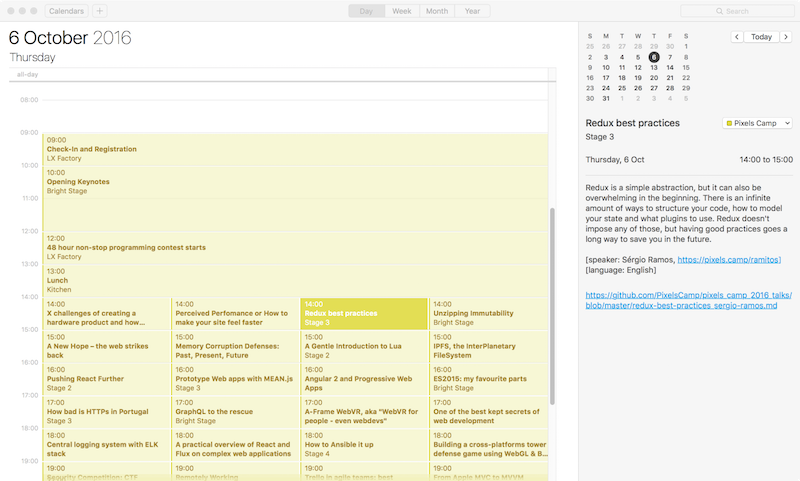 Calendars
+
Day Week Month Year
Search
6 October 2016
Thursday
all-day
08:00
09:00
10:00
11:00
12:00
13:00
14:00
15:00
16:00
17:00
18:00
19:00
09:00
Check-In and Registration
LX Factory
10:00
Opening Keynotes
Bright Stage
12:00
48 hour non-stop programming contest starts
LX Factory
13:00
Lunch
Kitchen
14:00
X challenges of creating a
hardware product and how…
14:00
Perceived Perfomance or How to
make your site feel faster
14:00
Redux best practices
Stage 3
14:00
Unzipping Immutability
Bright Stage
15:00
A New Hope – the web strikes
back
15:00
Memory Corruption Defenses:
Past, Present, Future
15:00
A Gentle Introduction to Lua
Stage 2
15:00
IPFS, the InterPlanetary
FileSystem
16:00
Pushing React Further
Stage 2
16:00
Prototype Web apps with MEAN.js
Stage 3
16:00
Angular 2 and Progressive Web
Apps
16:00
ES2015: my favourite parts
Bright Stage
17:00
How bad is HTTPs in Portugal
Stage 3
17:00
GraphQL to the rescue
Bright Stage
17:00
A-Frame WebVR, aka "WebVR for
people - even webdevs"
17:00
One of the best kept secrets of
web development
18:00
Central logging system with ELK
stack
18:00
A practical overview of React and
Flux on complex web applications
18:00
How to Ansible it up
Stage 4
18:00
Building a cross-platforms tower
defense game using WebGL & B…
19:00
Security Competition: CTF
19:00
Remotely Working
19:00
Trello in agile teams: best
19:00
From Apple MVC to MVVM
S M T W T F S
25 26 27 28 29 30 1
2 3 4 5 6 7 8
9 10 11 12 13 14 15
16 17 18 19 20 21 22
23 24 25 26 27 28 29
30 31 1 2 3 4 5
Today
Redux best practices
Pixels Camp
Stage 3
Thursday, 6 Oct 14:00 to 15:00
Redux is a simple abstraction, but it can also be
overwhelming in the beginning. There is an infinite
amount of ways to structure your code, how to model
your state and what plugins to use. Redux doesn't
impose any of those, but having good practices goes a
long way to save you in the future.
[speaker: Sérgio Ramos, https://pixels.camp/ramitos]
[language: English]
https://github.com/PixelsCamp/pixels_camp_2016_talks/
blob/master/redux-best-practices_sergio-ramos.md